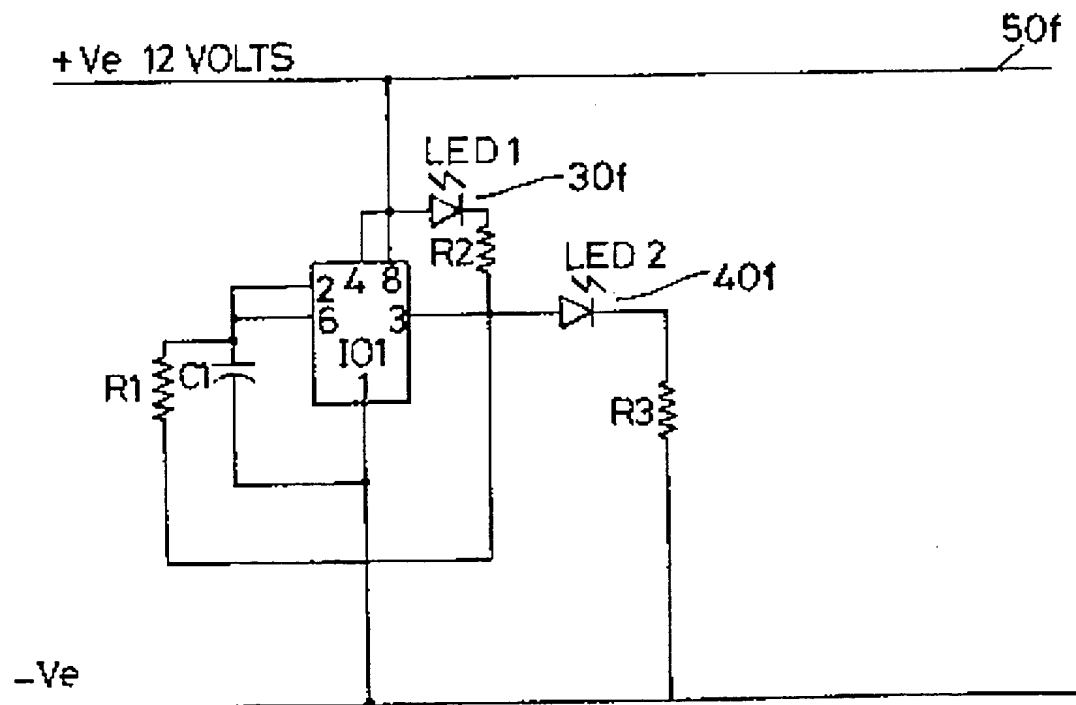 50f
+Ve 12 VOLTS
LED 1
30f
R2
LED 2
40f
2 4 8
6 3
IO1
1
R1
C1
R3
-Ve